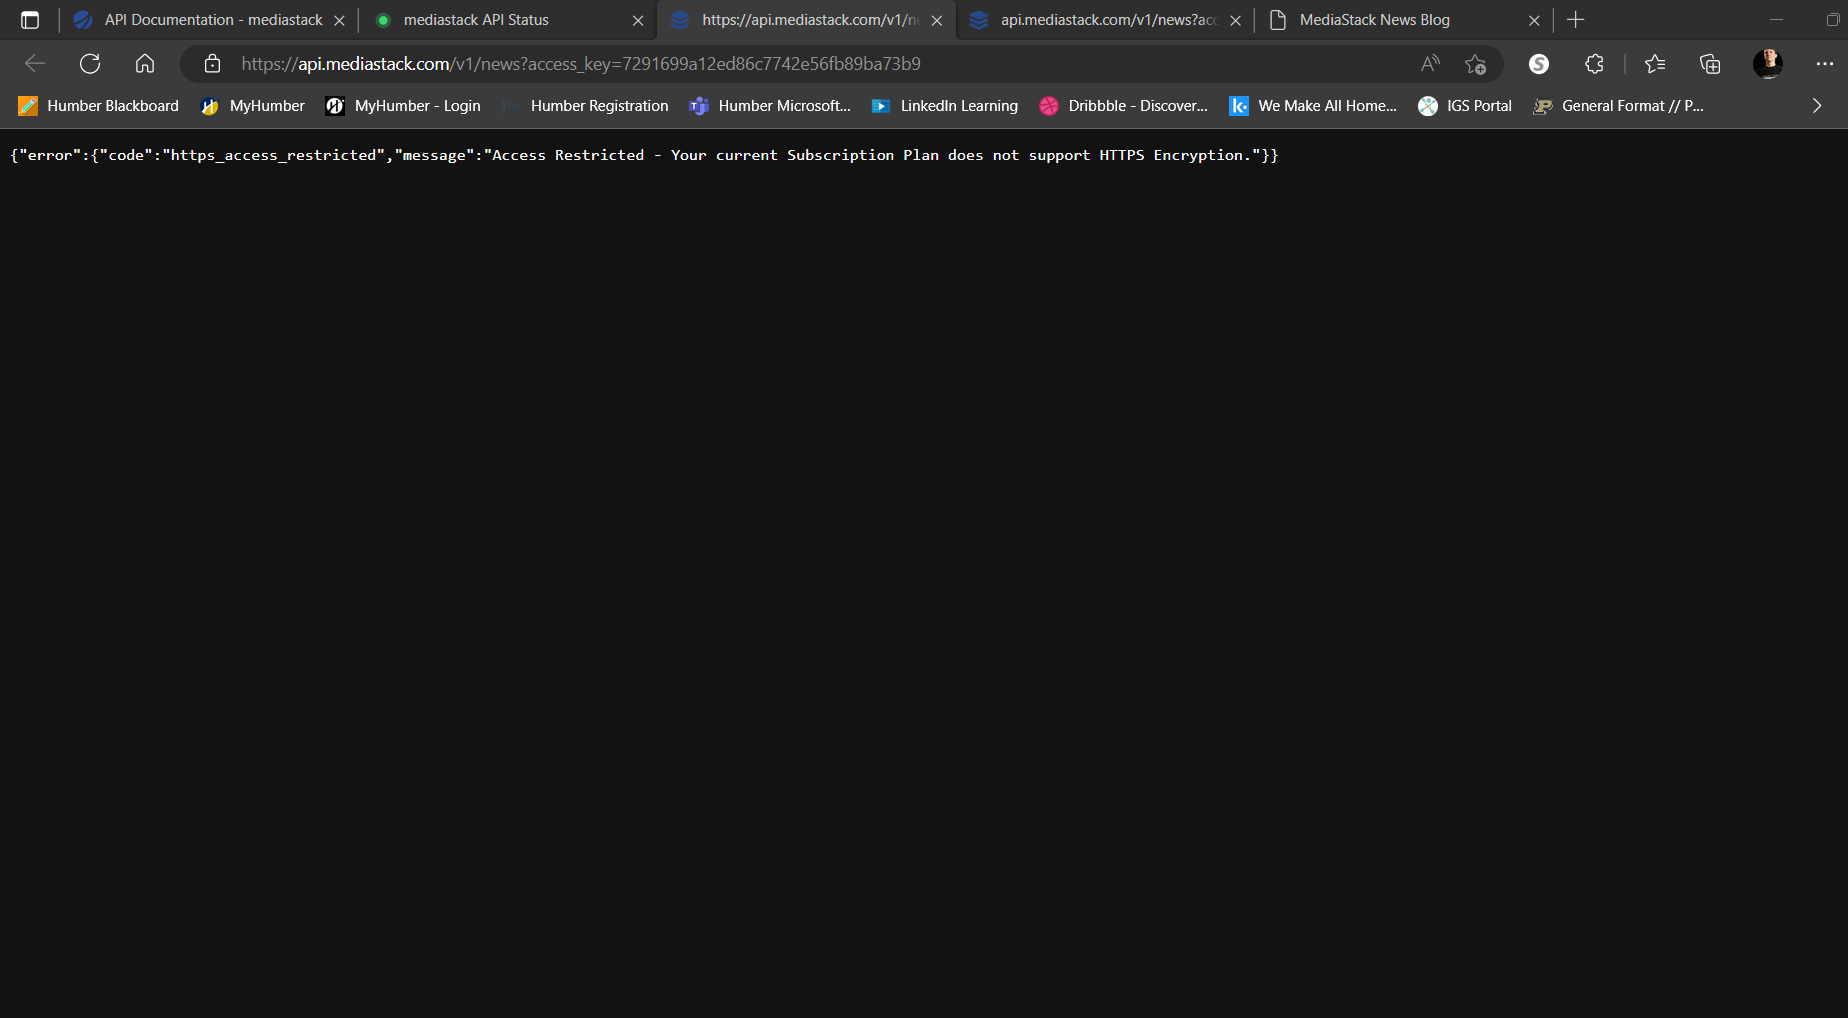 API Documentation - mediastack
mediastack API Status
https://api.mediastack.com/v1/ne
api.mediastack.com/v1/news?acc
MediaStack News Blog
https://api.mediastack.com/v1/news?access_key=7291699a12ed86c7742e56fb89ba73b9
Humber Blackboard
MyHumber
MyHumber - Login
Humber Registration
Humber Microsoft...
LinkedIn Learning
Dribbble - Discover...
We Make All Home...
IGS Portal
General Format // P...
{"error":{"code":"https_access_restricted","message":"Access Restricted - Your current Subscription Plan does not support HTTPS Encryption."}}